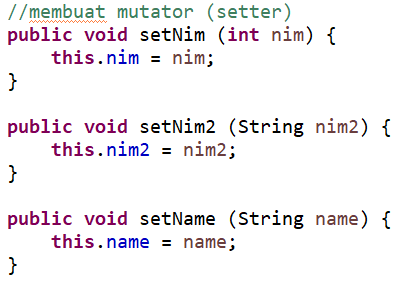 //membuat mutator (setter)
public void setNim (int nim) {
this.nim = nim;
}
public void setNim2 (String nim2) {
this.nim2 = nim2;
}
public void setName (String name) {
this.name = name;
}